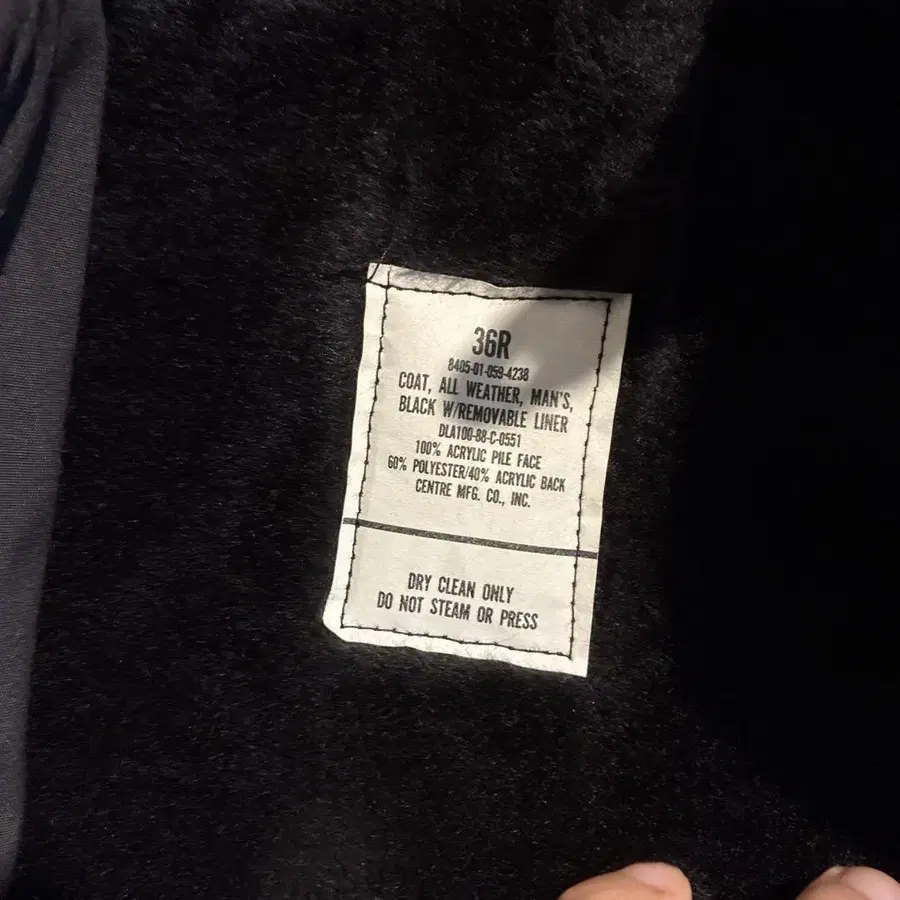 36R
8405-01-059-4238
COAT, ALL WEATHER, MAN'S,
BLACK W/REMOVABLE LINER
DLA100-88-C-0551
100% ACRYLIC PILE FACE
60% POLYESTER/40% ACRYLIC BACK
CENTRE MFG. CO., INC.
DRY CLEAN ONLY
DO NOT STEAM OR PRESS